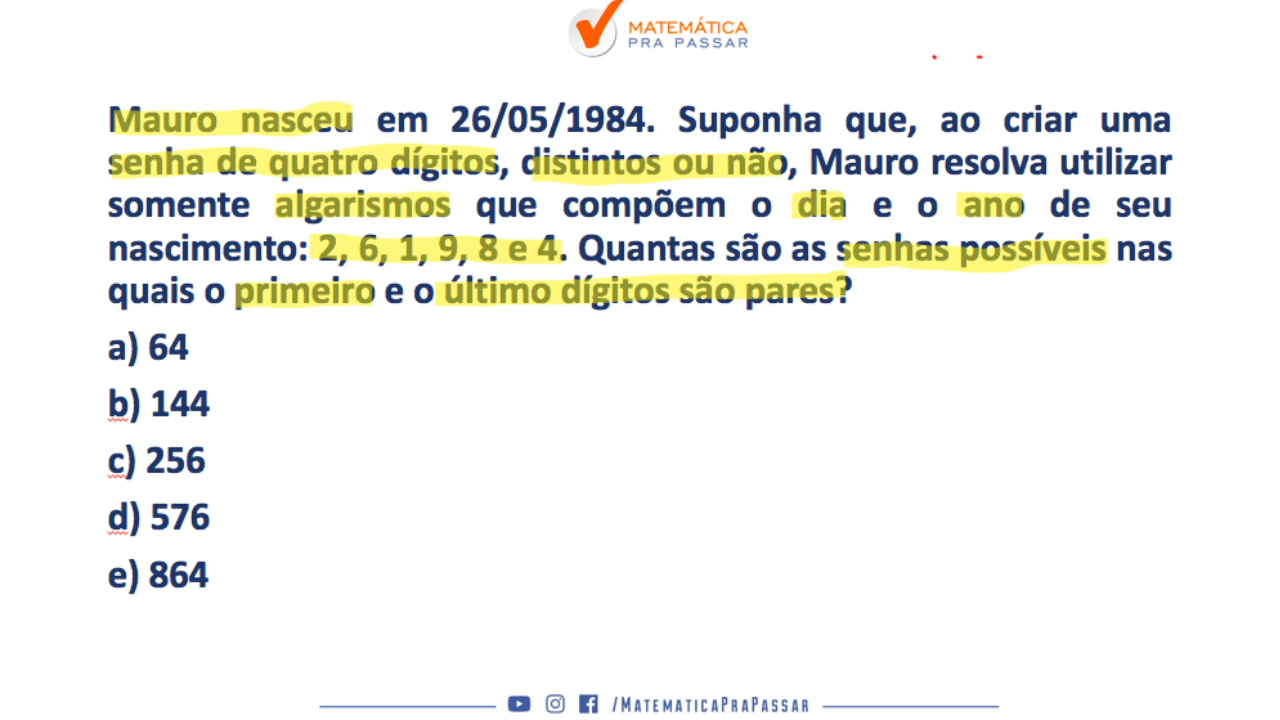 MATEMÁTICA
PRA PASSAR
Mauro nasceu em 26/05/1984. Suponha que, ao criar uma
senha de quatro dígitos, distintos ou não, Mauro resolva utilizar
somente algarismos que compõem o dia e o ano de seu
nascimento: 2, 6, 1, 9, 8 e 4. Quantas são as senhas possíveis nas
quais o primeiro e o último dígitos são pares?
a) 64
b) 144
c) 256
d) 576
e) 864
/MATEMATICAPRAPASSAR